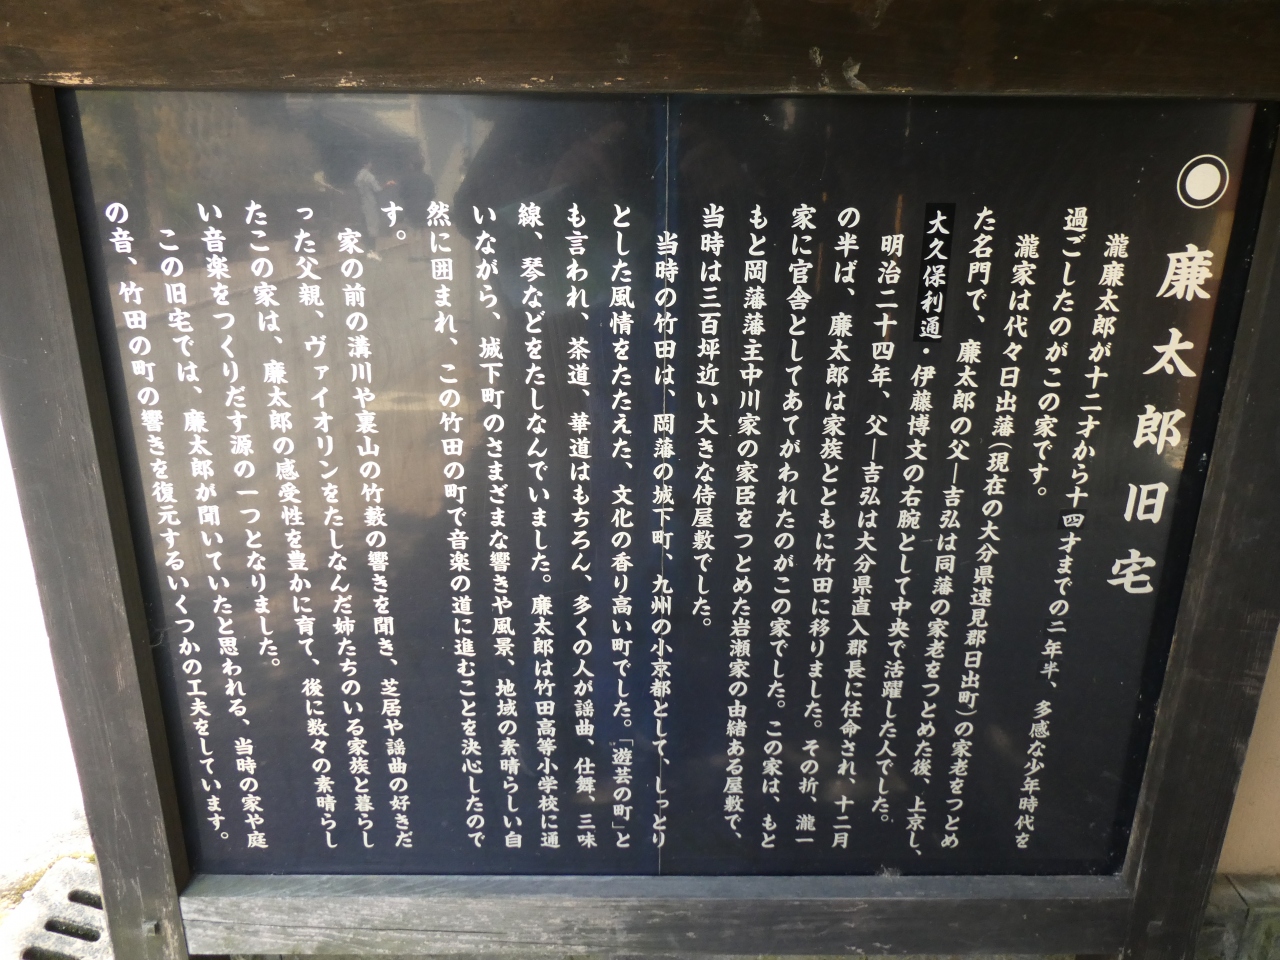 ◉ 廉太郎旧宅
瀧廉太郎が十二才から十四才までの二年半、多感な少年時代を
過ごしたのがこの家です。
瀧家は代々日出藩(現在の大分県速見郡日出町)の家老をつとめ
た名門で、廉太郎の父―吉弘は同藩の家老をつとめた後、上京し、
大久保利通・伊藤博文の右腕として中央で活躍した人でした。
明治二十四年、父―吉弘は大分県直入郡長に任命され、十二月
の半ば、廉太郎は家族とともに竹田に移りました。その折、瀧一
家に官舎としてあてがわれたのがこの家でした。この家は、もと
もと岡藩藩主中川家の家臣をつとめた岩瀬家の由緒ある屋敷で、
当時は三百坪近い大きな侍屋敷でした。
当時の竹田は、岡藩の城下町、九州の小京都として、しっとり
とした風情をたたえた、文化の香り高い町でした。「遊芸の町」と
も言われ、茶道、華道はもちろん、多くの人が謡曲、仕舞、三味
線、琴などをたしなんでいました。廉太郎は竹田高等小学校に通
いながら、城下町のさまざまな響きや風景、地域の素晴らしい自
然に囲まれ、この竹田の町で音楽の道に進むことを決心したので
す。
家の前の溝川や裏山の竹藪の響きを聞き、芝居や謡曲の好きだ
った父親、ヴァイオリンをたしなんだ姉たちのいる家族と暮らし
たこの家は、廉太郎の感受性を豊かに育て、後に数々の素晴らし
い音楽をつくりだす源の一つとなりました。
この旧宅では、廉太郎が聞いていたと思われる、当時の家や庭
の音、竹田の町の響きを復元するいくつかの工夫をしています。